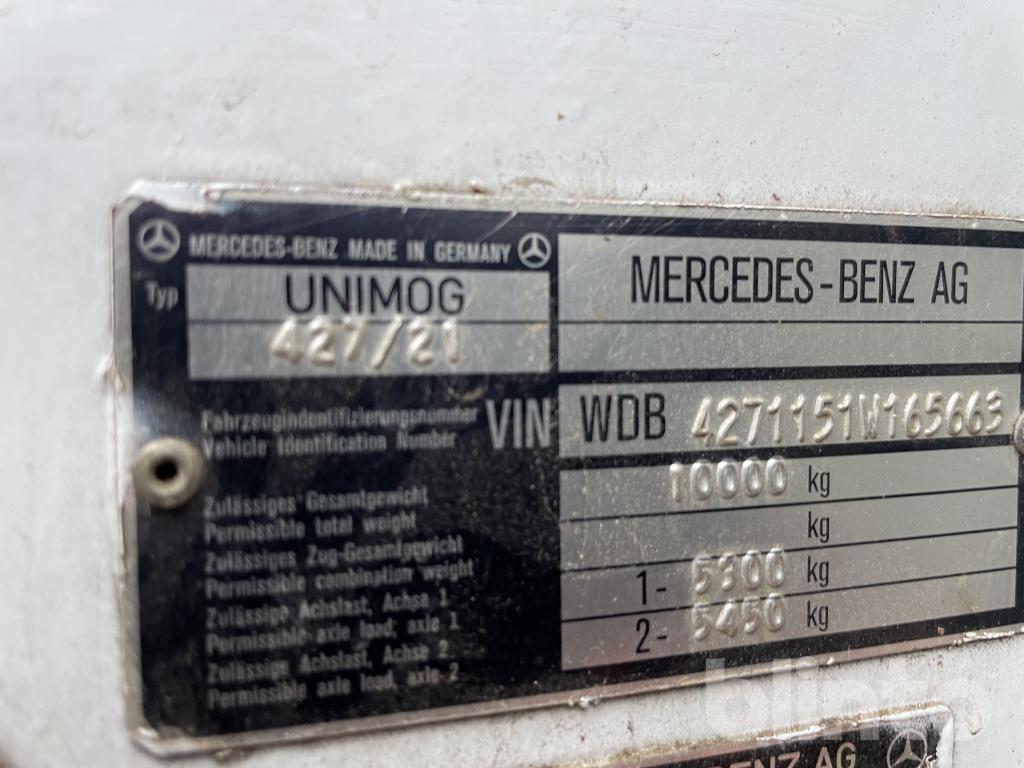 MERCEDES-BENZ MADE IN GERMANY
Typ UNIMOG
427/21
MERCEDES-BENZ AG
Fahrzeugindentifizierungsnummer
Vehicle Identification Number
VIN WDB 4271151W165663
Zulässiges Gesamtgewicht
Permissible total weight
10000 kg
Zulässiges Zug-Gesamtgewicht
Permissible combination weight
kg
Zulässige Achslast, Achse 1
Permissible axle load, axle 1
1- 5300 kg
Zulässige Achslast, Achse 2
Permissible axle load, axle 2
2- 5450 kg
blinto
BENZ AG